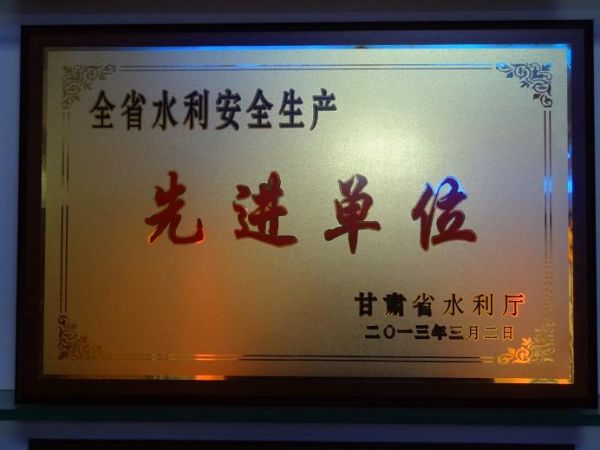 全省水利安全生产
先进单位
甘肃省水利厅
二〇一三年三月二日